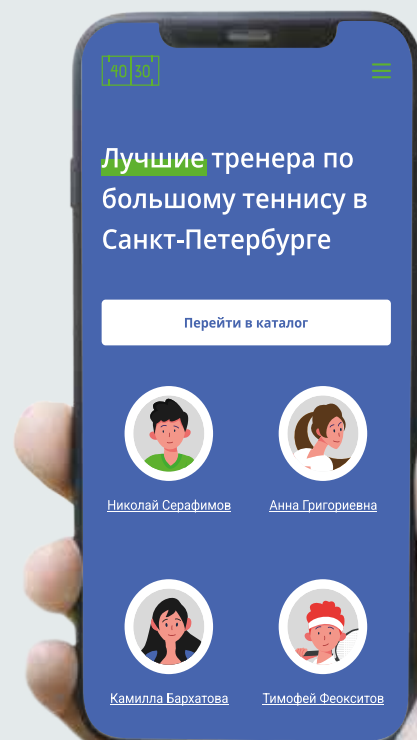 40 30
Лучшие тренера по
большому теннису в
Санкт-Петербурге
Перейти в каталог
Николай Серафимов
Анна Григориевна
Камилла Бархатова
Тимофей Феокситов